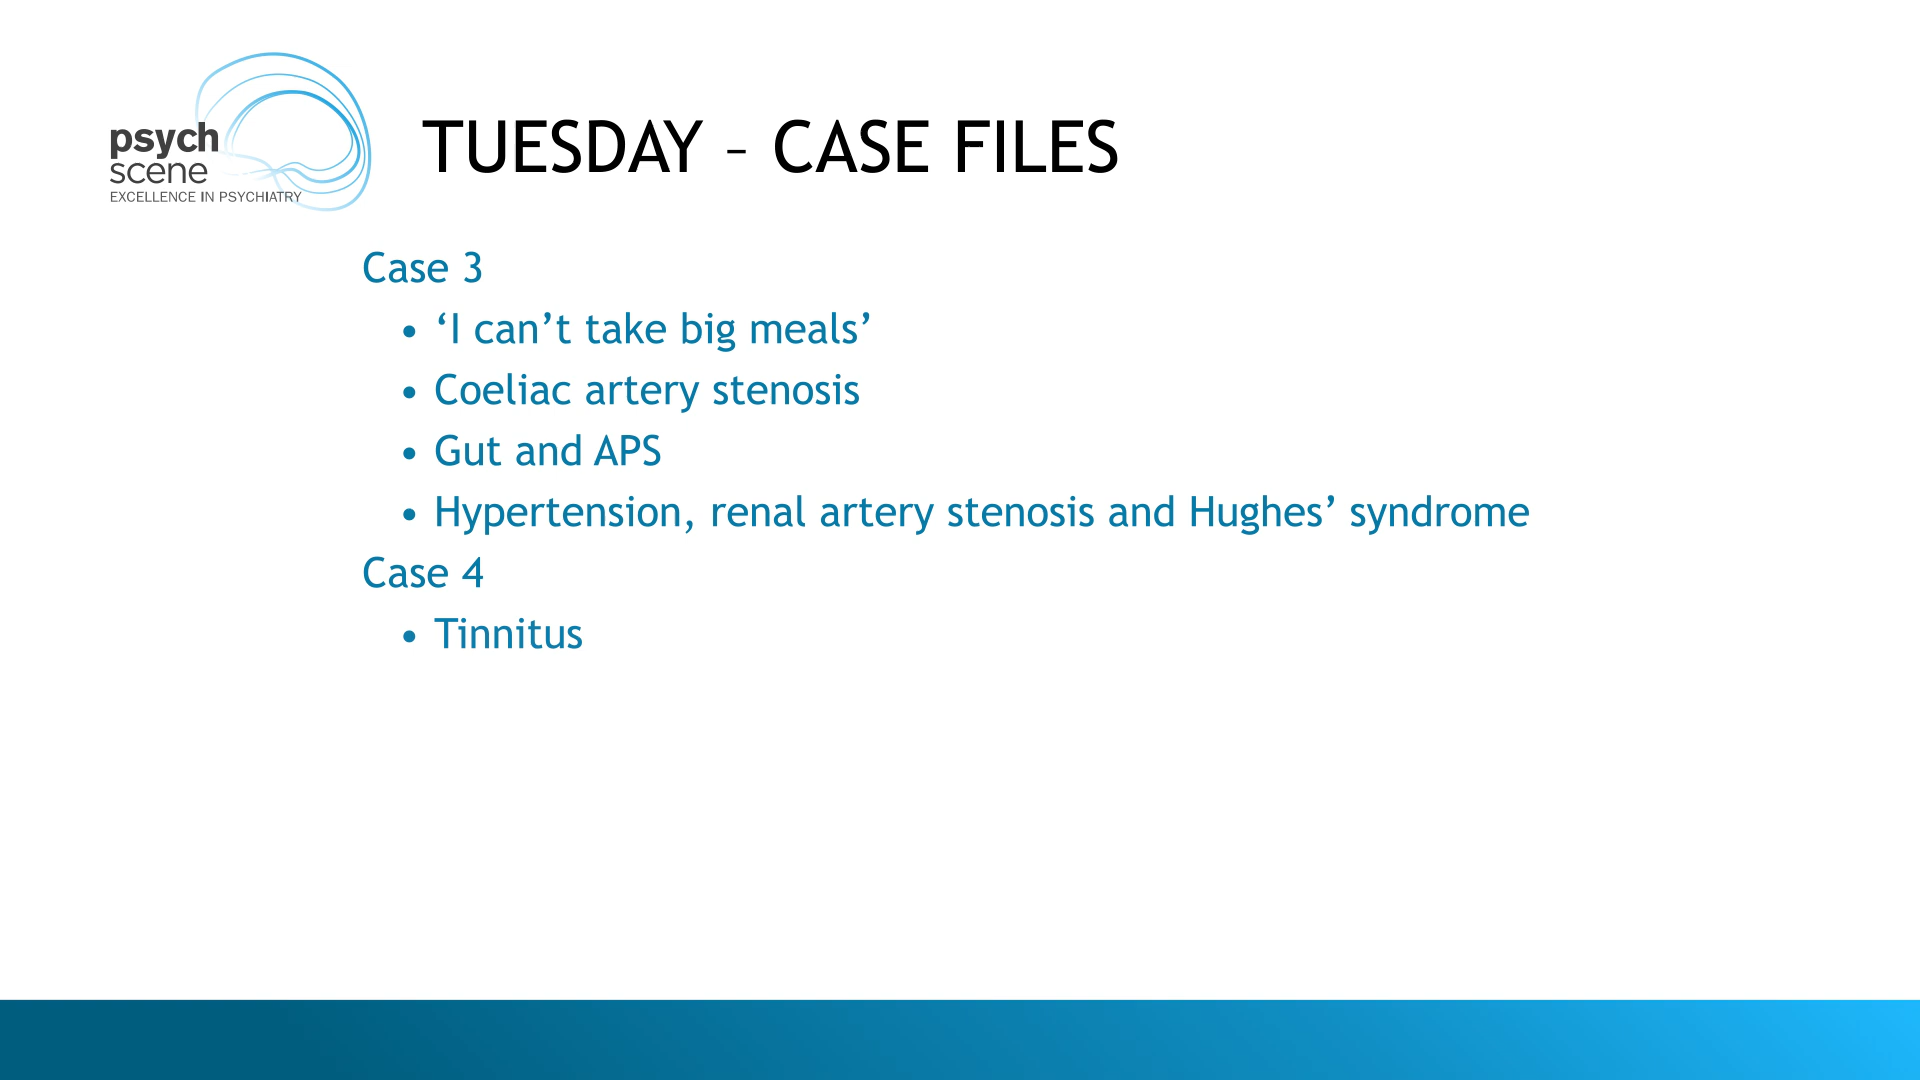 psych
scene
EXCELLENCE IN PSYCHIATRY
TUESDAY – CASE FILES
Case 3
• ‘I can’t take big meals’
• Coeliac artery stenosis
• Gut and APS
• Hypertension, renal artery stenosis and Hughes’ syndrome
Case 4
• Tinnitus